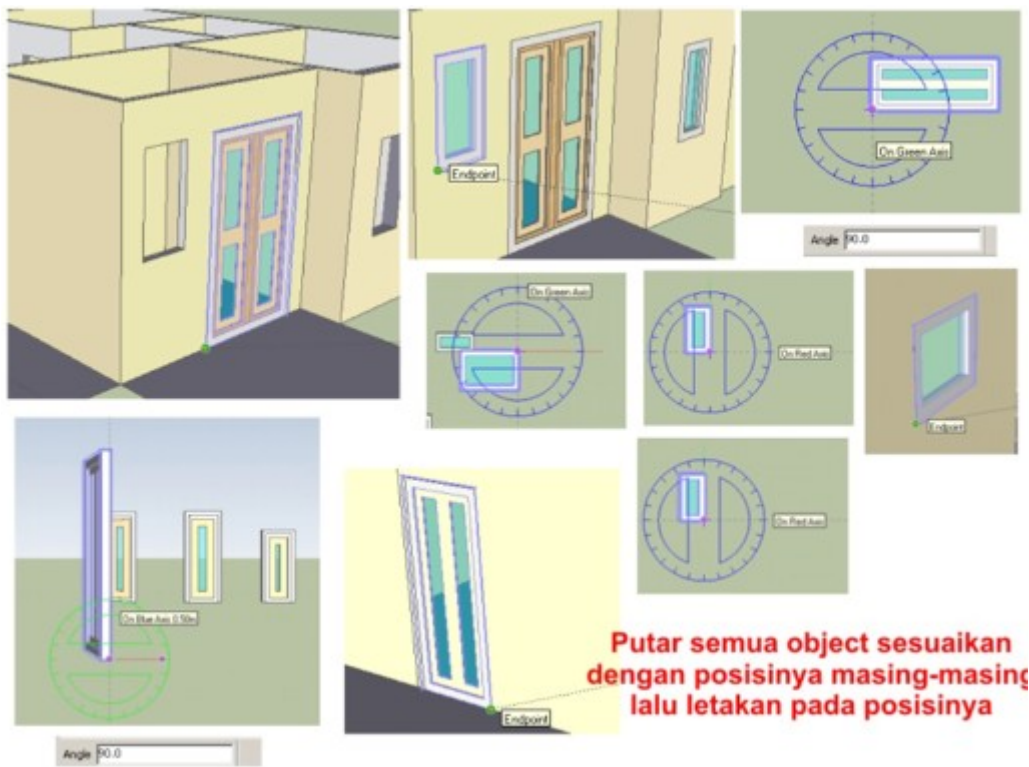 Endpoint
On Green Axis
Angle 90.0
On Green Axis
On Red Axis
Endpoint
On Red Axis
On Blue Axis 0.50m
Endpoint
Angle 90.0
Putar semua object sesuaikan
dengan posisinya masing-masing
lalu letakan pada posisinya